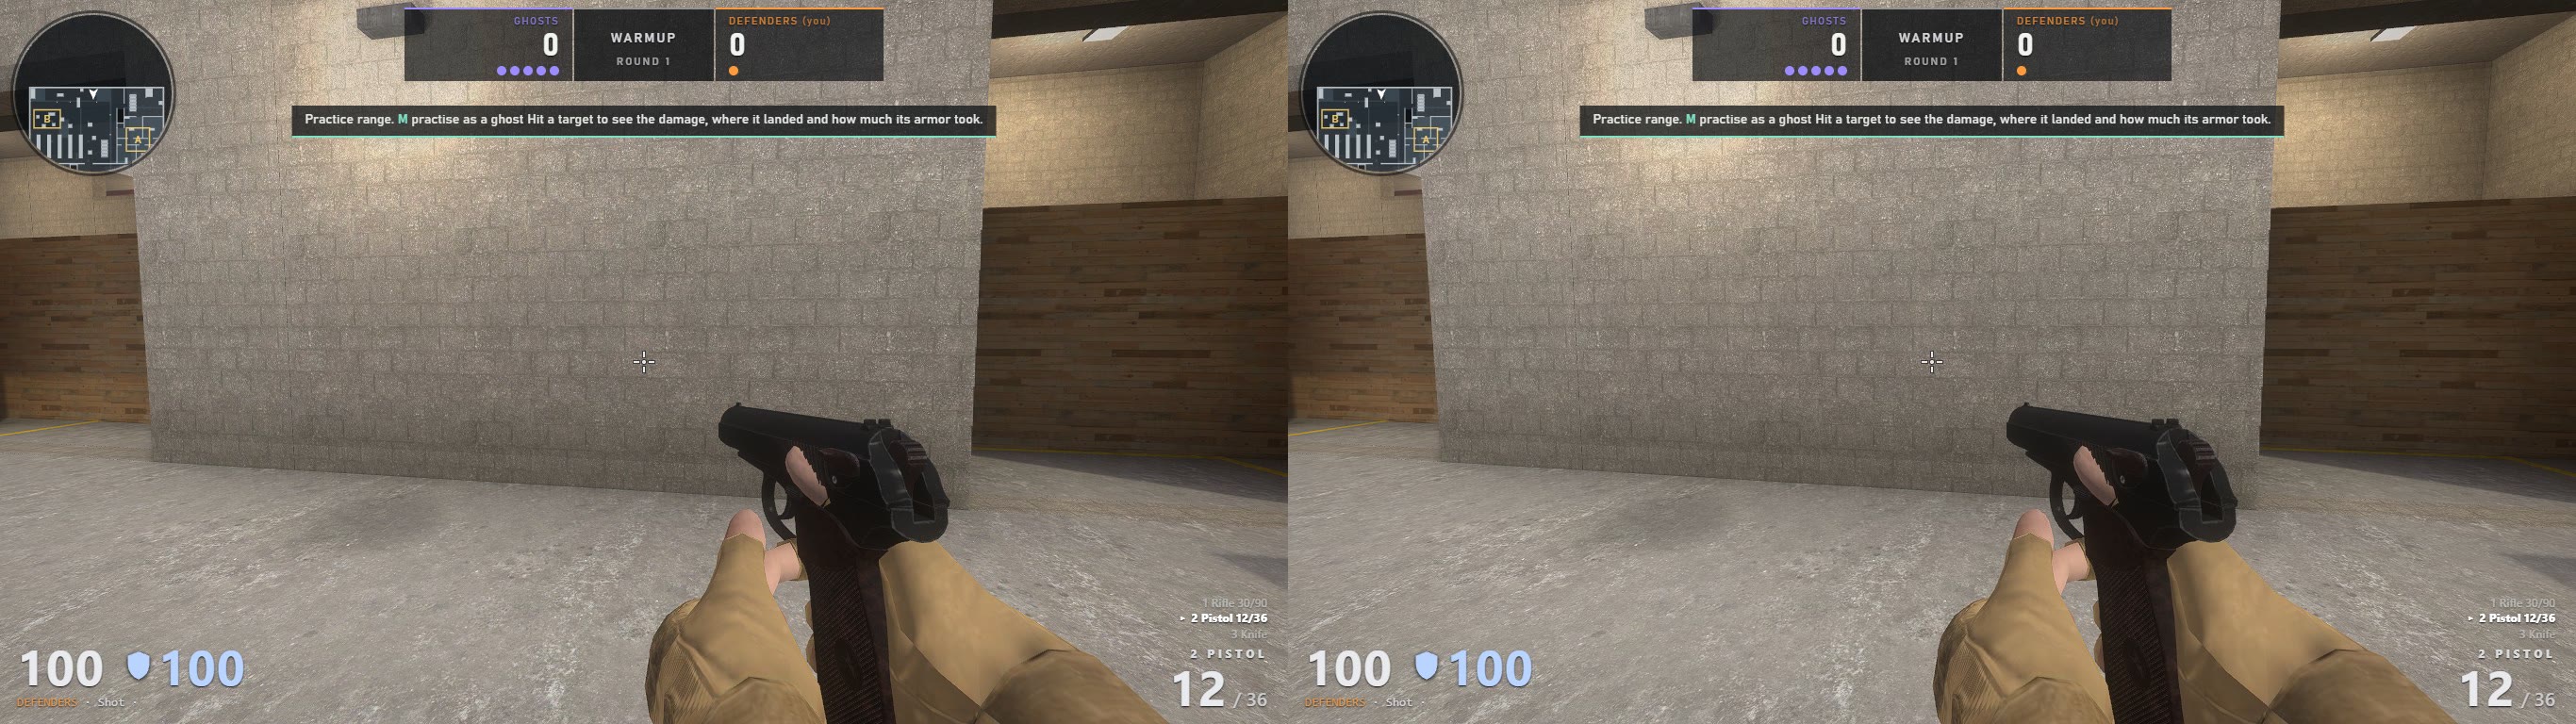 GHOSTS
0
WARMUP
ROUND 1
DEFENDERS (you)
0
B
A
Practice range. M practise as a ghost Hit a target to see the damage, where it landed and how much its armor took.
1 Rifle 30/90
▸ 2 Pistol 12/36
3 Knife
2 PISTOL
12 / 36
100 100
DEFENDERS - Shot -
GHOSTS
0
WARMUP
ROUND 1
DEFENDERS (you)
0
B
A
Practice range. M practise as a ghost Hit a target to see the damage, where it landed and how much its armor took.
1 Rifle 30/90
▸ 2 Pistol 12/36
3 Knife
2 PISTOL
12 / 36
100 100
DEFENDERS - Shot -